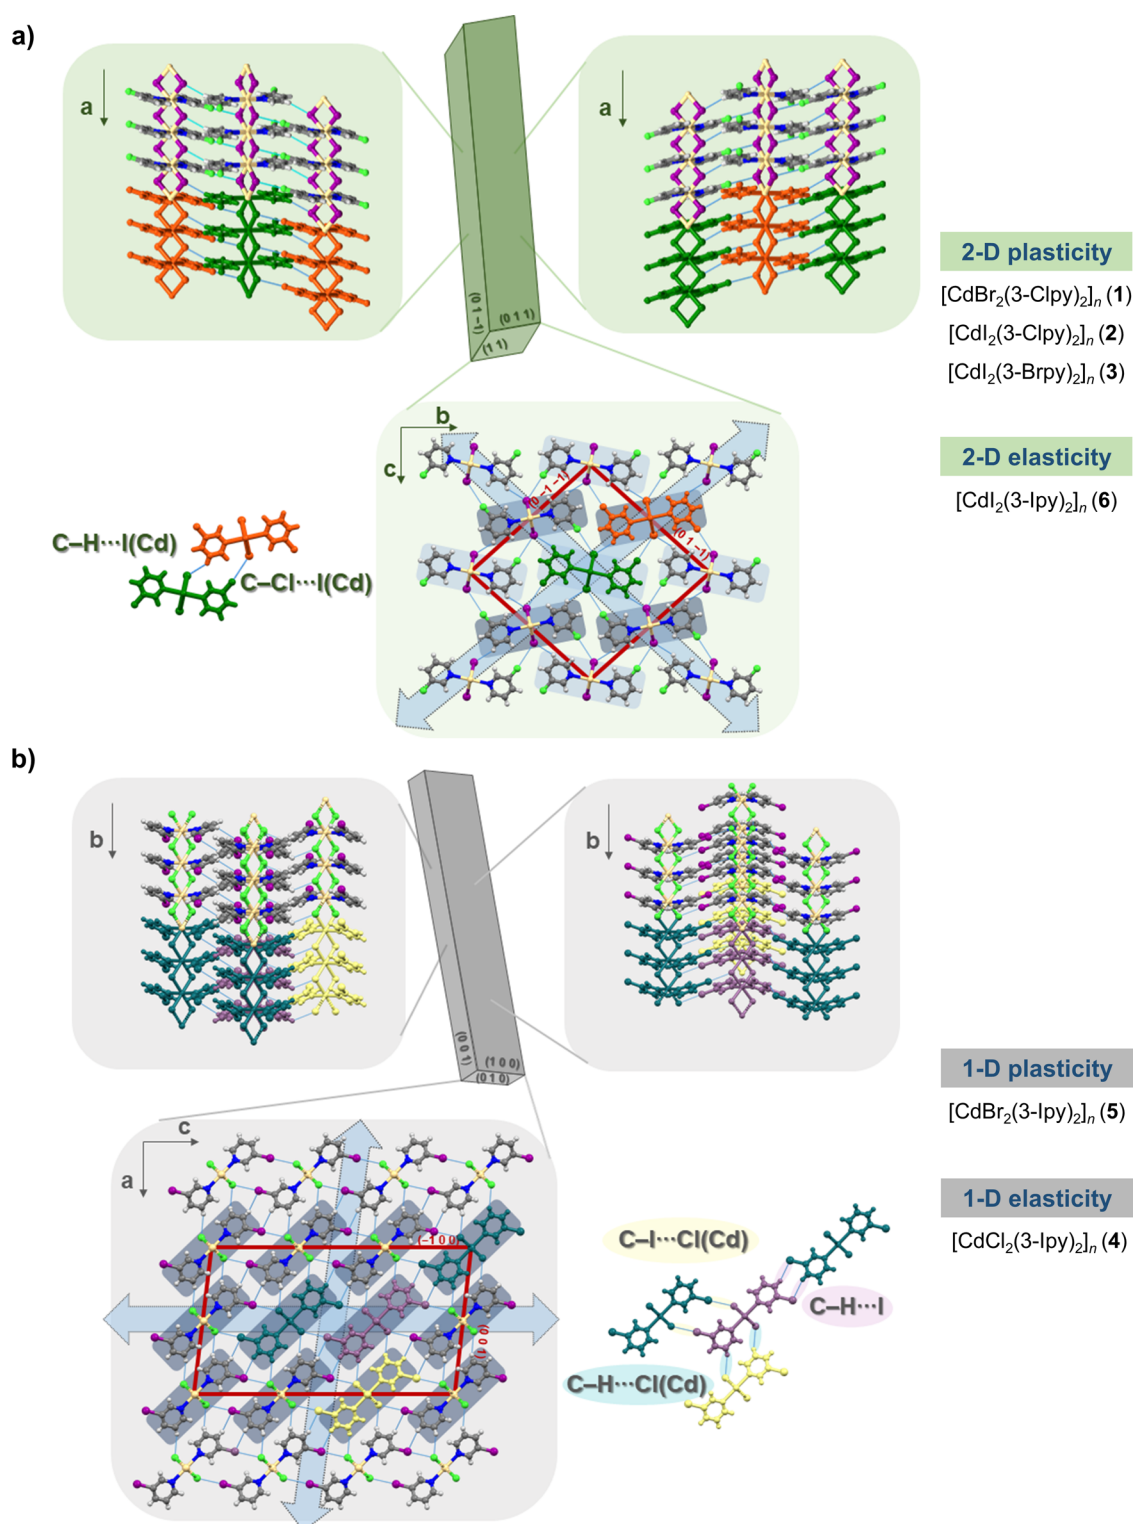 a)
a
a
(0 1 −1)
(0 1 1)
(1 1)
2-D plasticity
[CdBr2(3-Clpy)2]n (1)
[CdI2(3-Clpy)2]n (2)
[CdI2(3-Brpy)2]n (3)
b
c
(0 −1 −1)
(0 1 −1)
2-D elasticity
[CdI2(3-Ipy)2]n (6)
C–H···I(Cd)
C–Cl···I(Cd)
b)
b
b
(0 0 1)
(1 0 0)
(0 1 0)
1-D plasticity
[CdBr2(3-Ipy)2]n (5)
c
a
(−1 0 0)
1-D elasticity
[CdCl2(3-Ipy)2]n (4)
C–I···Cl(Cd)
C–H···I
C–H···Cl(Cd)